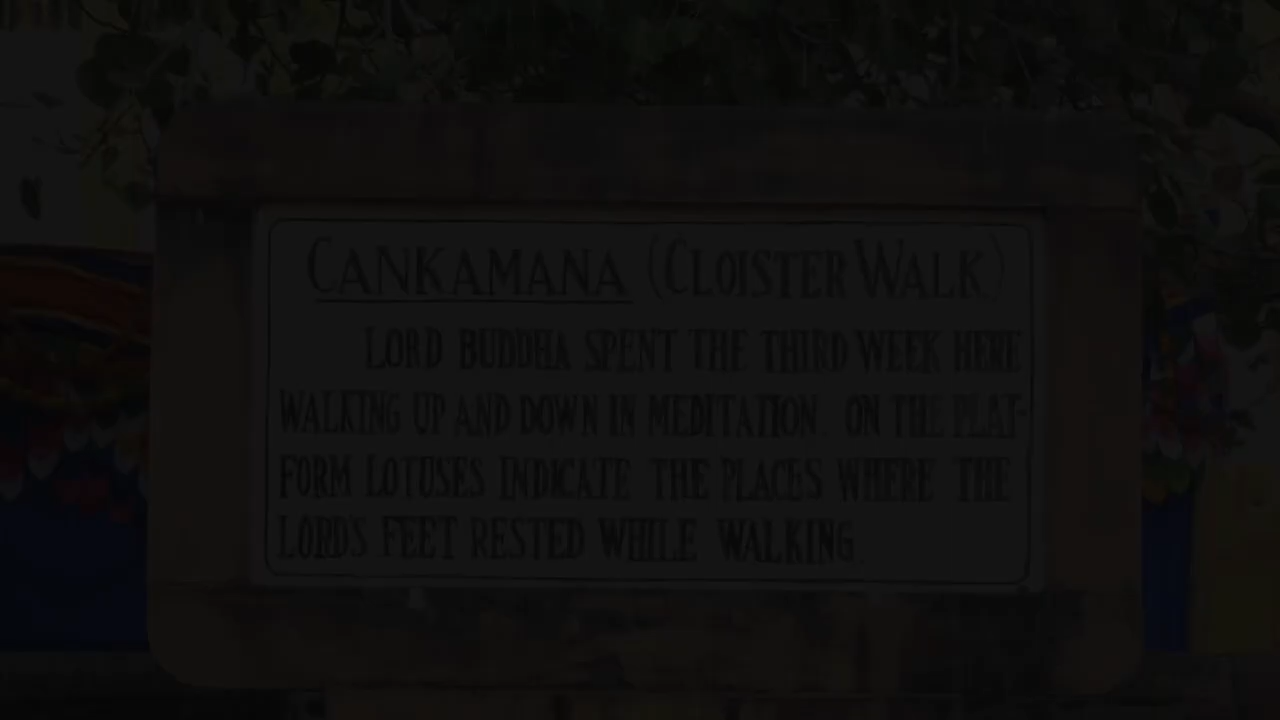 CANKAMANA (CLOISTER WALK)
LORD BUDDHA SPENT THE THIRD WEEK HERE
WALKING UP AND DOWN IN MEDITATION. ON THE PLAT-
FORM LOTUSES INDICATE THE PLACES WHERE THE
LORDS FEET RESTED WHILE WALKING.